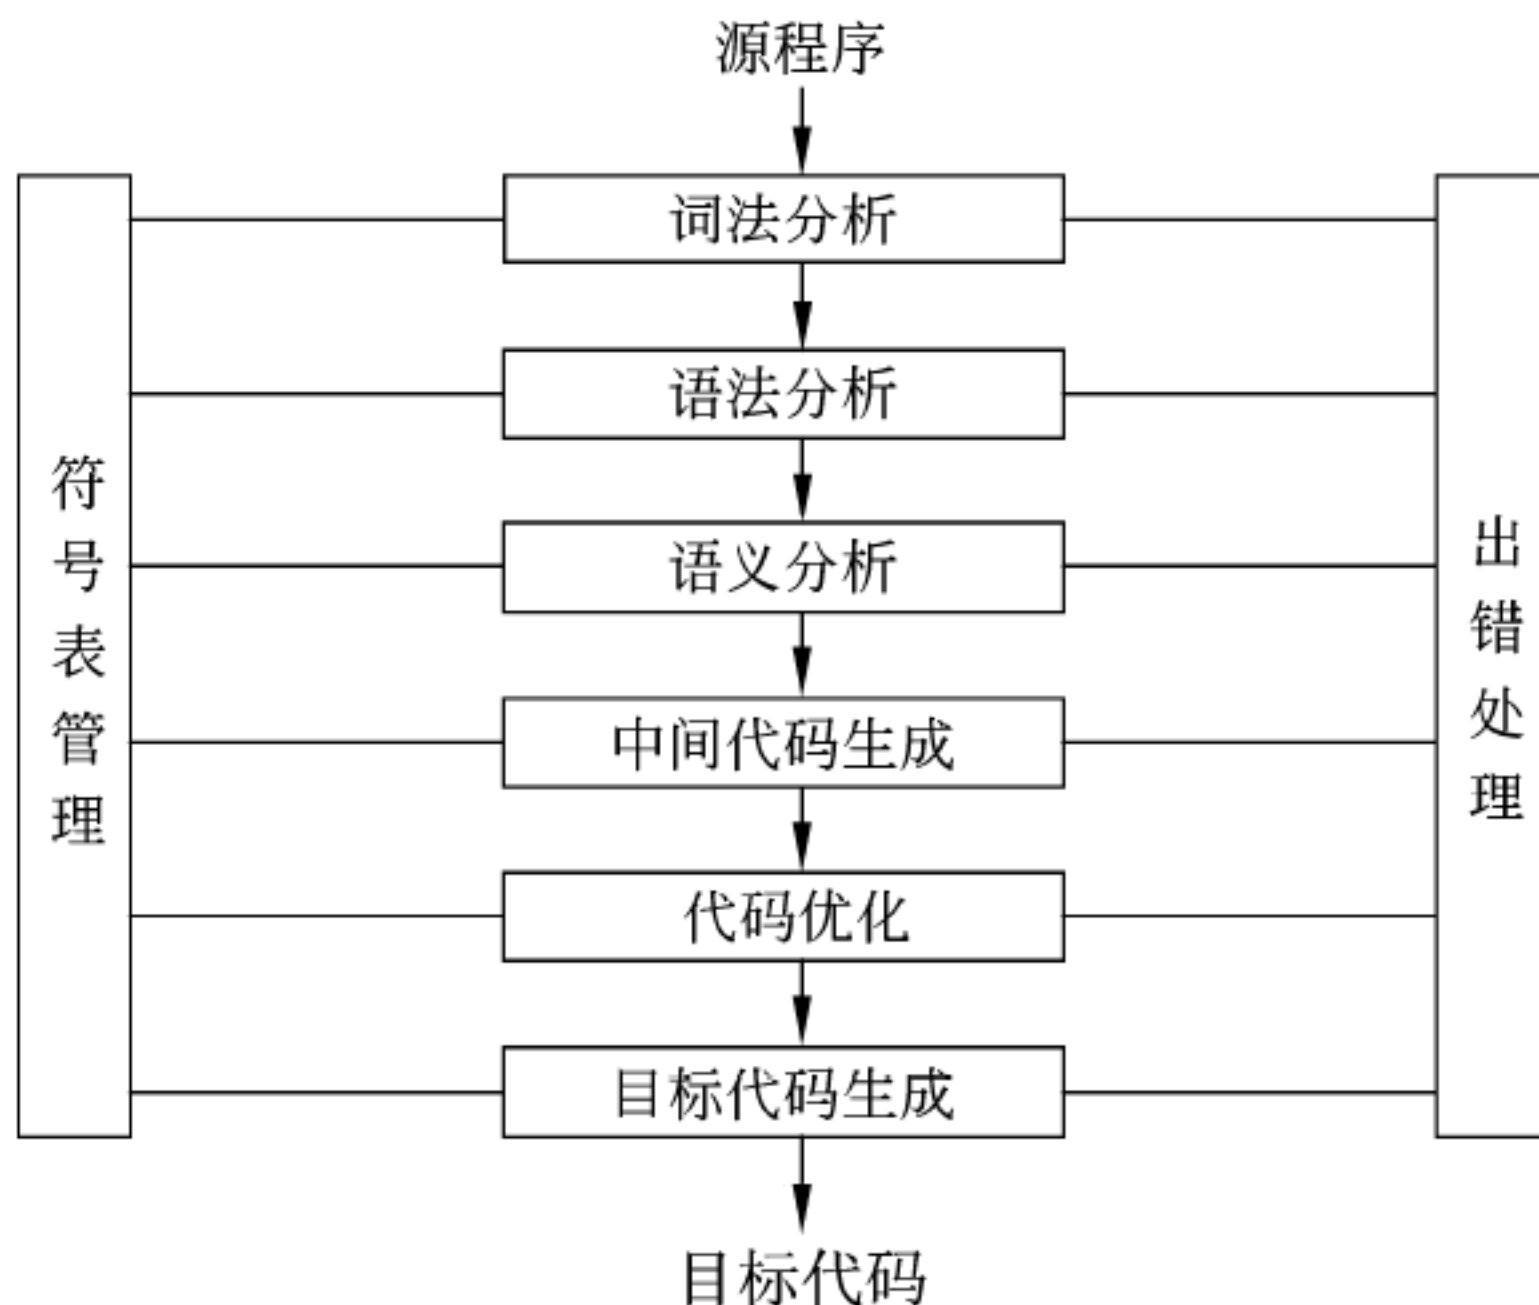 源程序
词法分析
语法分析
语义分析
中间代码生成
代码优化
目标代码生成
目标代码
符号表管理
出错处理